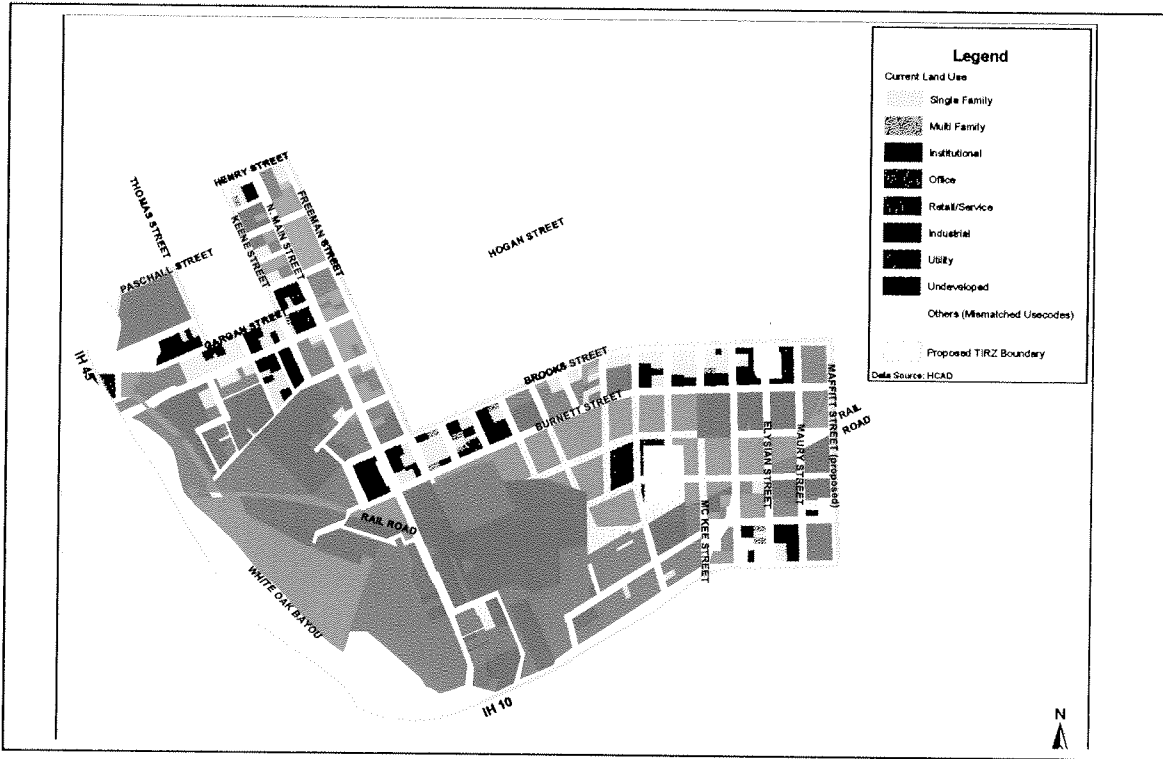 Legend
Current Land Use
Single Family
Multi Family
Institutional
Office
Retail/Service
Industrial
Utility
Undeveloped
Others (Mismatched Usecodes)
Proposed TIRZ Boundary
Data Source: HCAD
HENRY STREET
THOMAS STREET
KEENE STREET
N. MAIN STREET
FREEMAN STREET
HOGAN STREET
PASCHALL STREET
GARGAN STREET
IH 45
BROOKS STREET
BURNETT STREET
MAFFITT STREET (proposed)
RAIL ROAD
ELYSIAN STREET
MAURY STREET
MC KEE STREET
RAIL ROAD
WHITE OAK BAYOU
IH 10
N